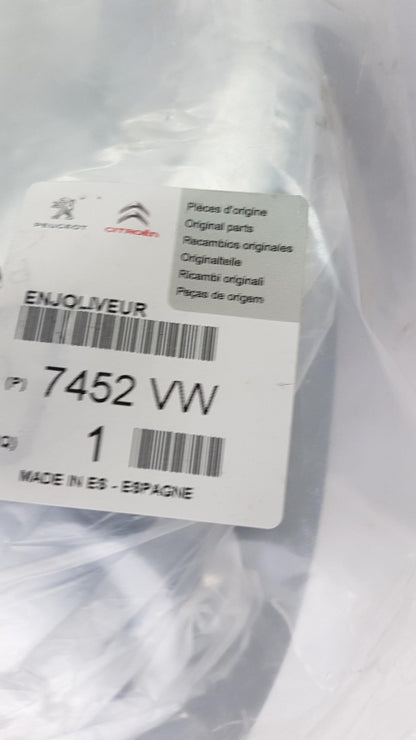 PEUGEOT
CITROËN
Pièces d'origine
Original parts
Recambios originales
Originalteile
Ricambi originali
Peças de origem
ENJOLIVEUR
(P) 7452 VW
Q) 1
MADE IN ES - ESPAGNE